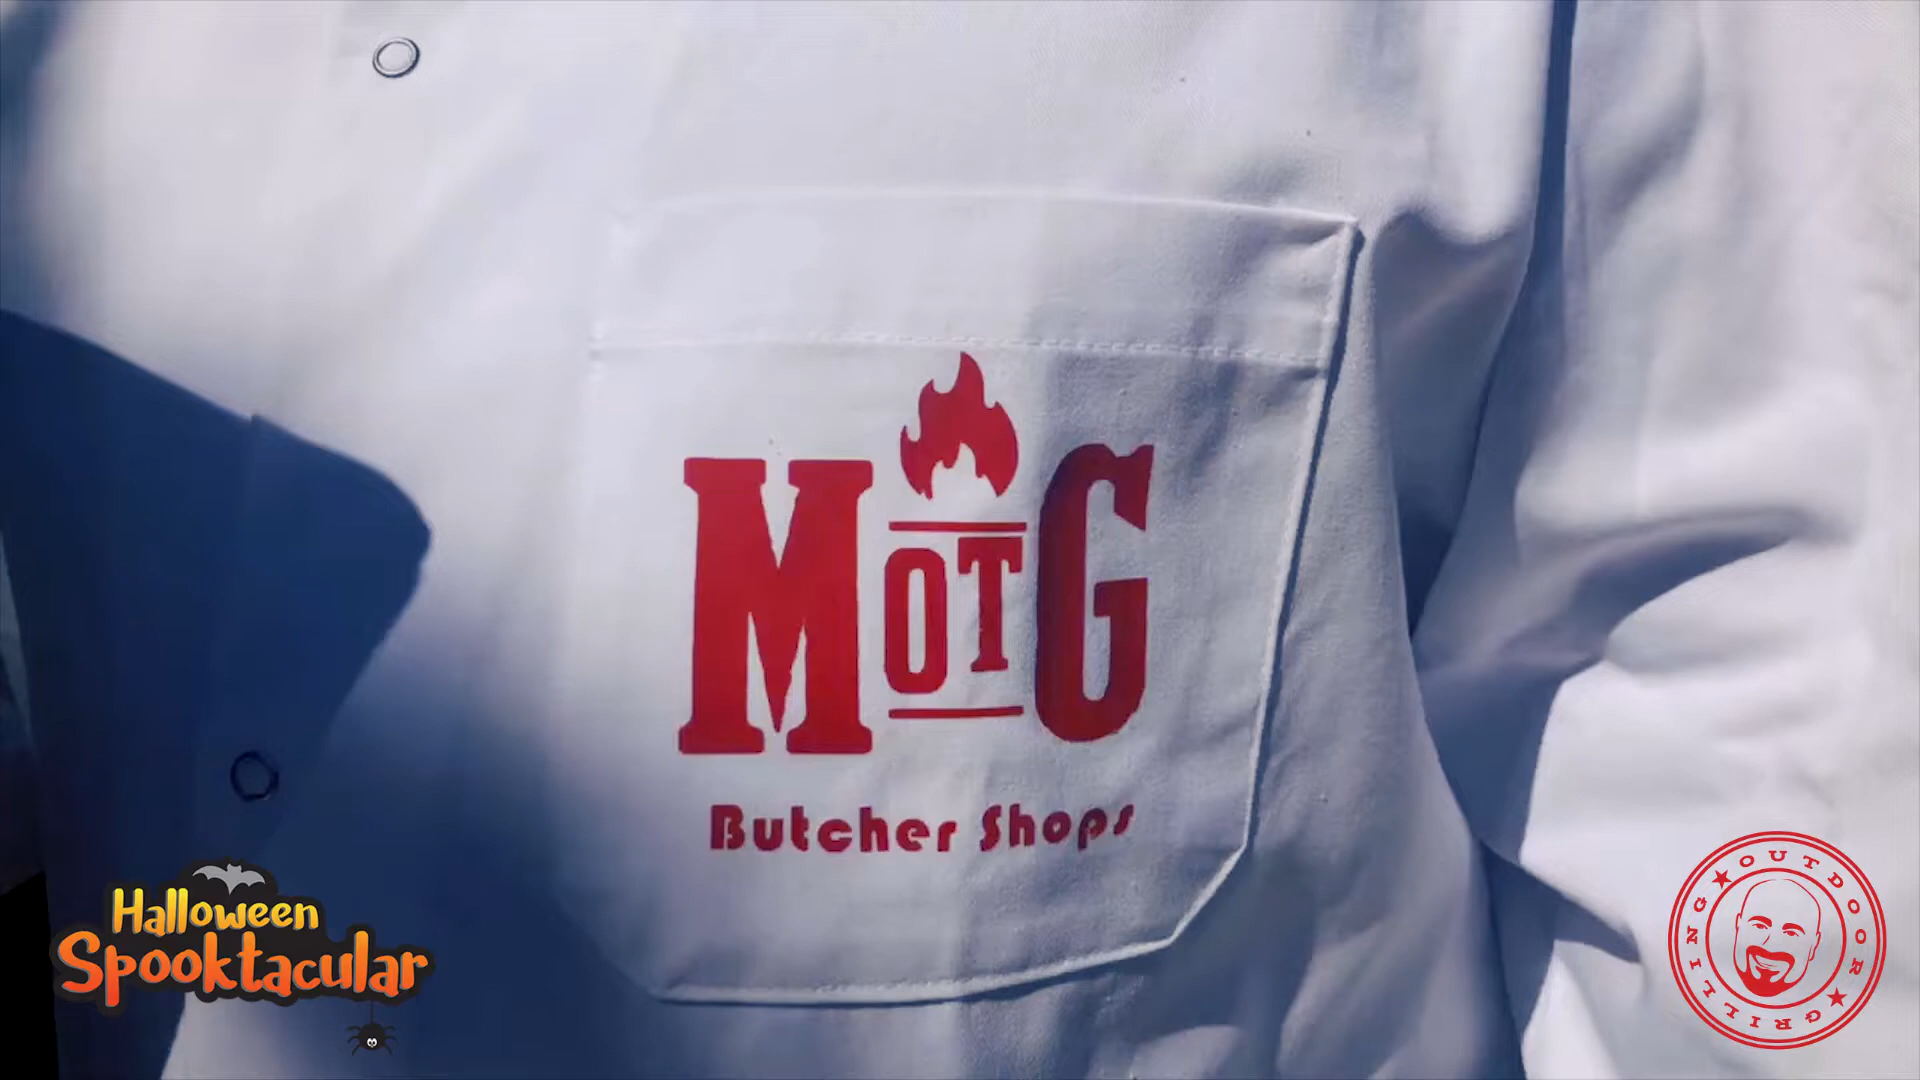 MOTG
Butcher Shops
Halloween
Spooktacular
OUTDOOR GRILLING